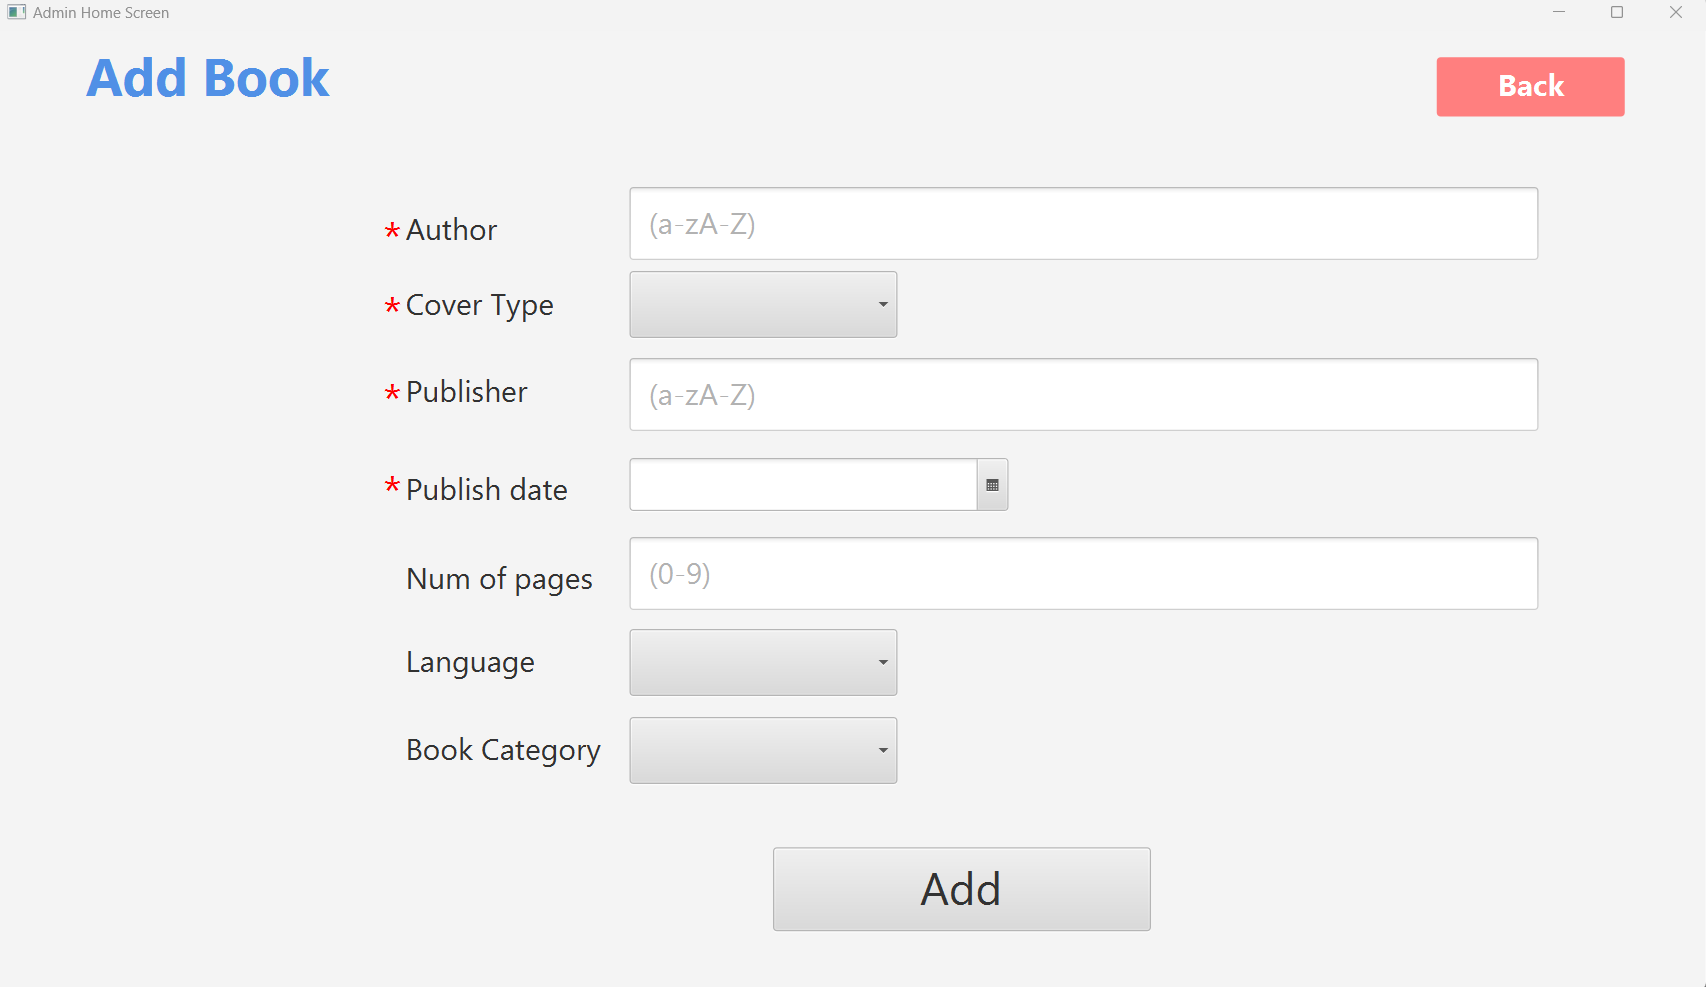 Admin Home Screen
Add Book
Back
* Author
(a-zA-Z)
* Cover Type
* Publisher
(a-zA-Z)
* Publish date
Num of pages
(0-9)
Language
Book Category
Add